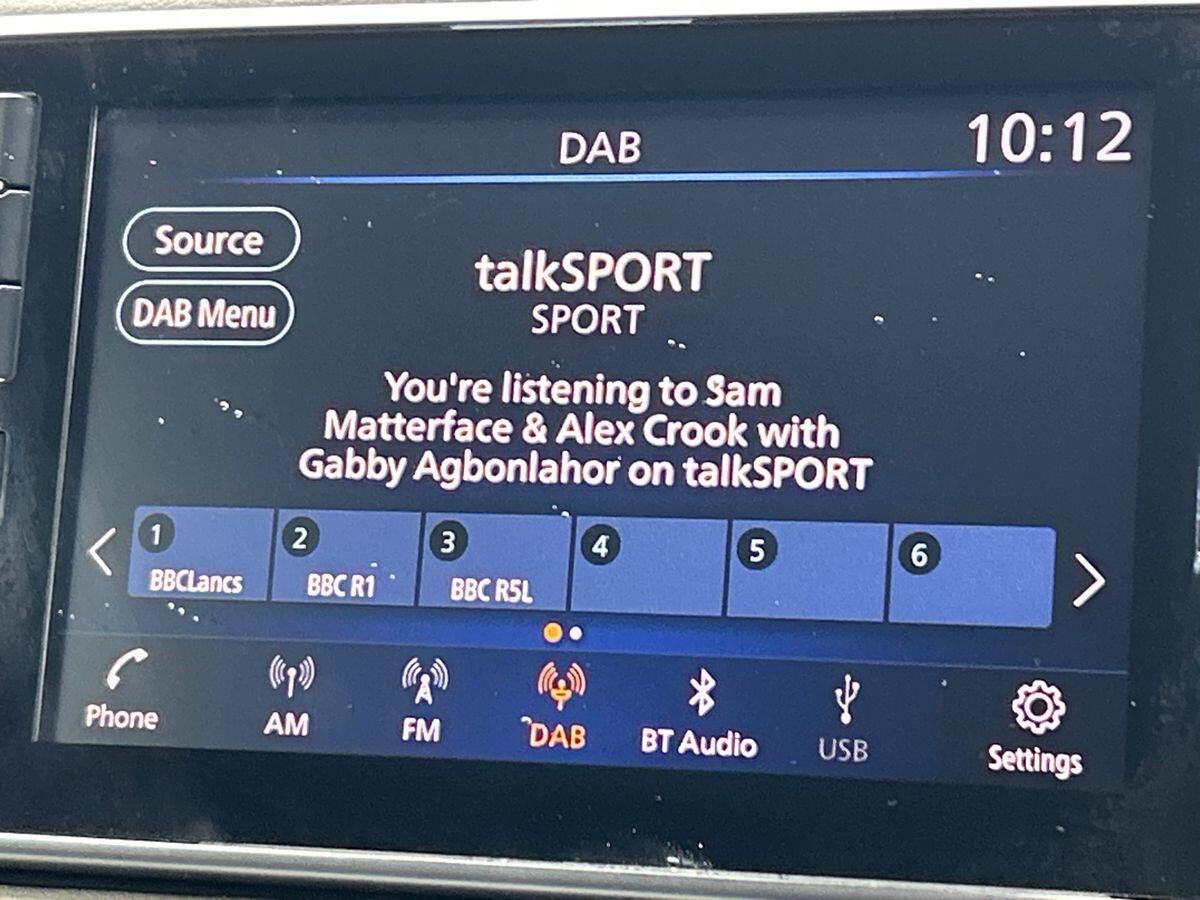 DAB
10:12
Source
talkSPORT
SPORT
DAB Menu
You're listening to Sam
Matterface & Alex Crook with
Gabby Agbonlahor on talkSPORT
1
2
3
4
5
6
BBCLancs
BBC R1
BBC R5L
Phone
AM
FM
DAB
BT Audio
USB
Settings